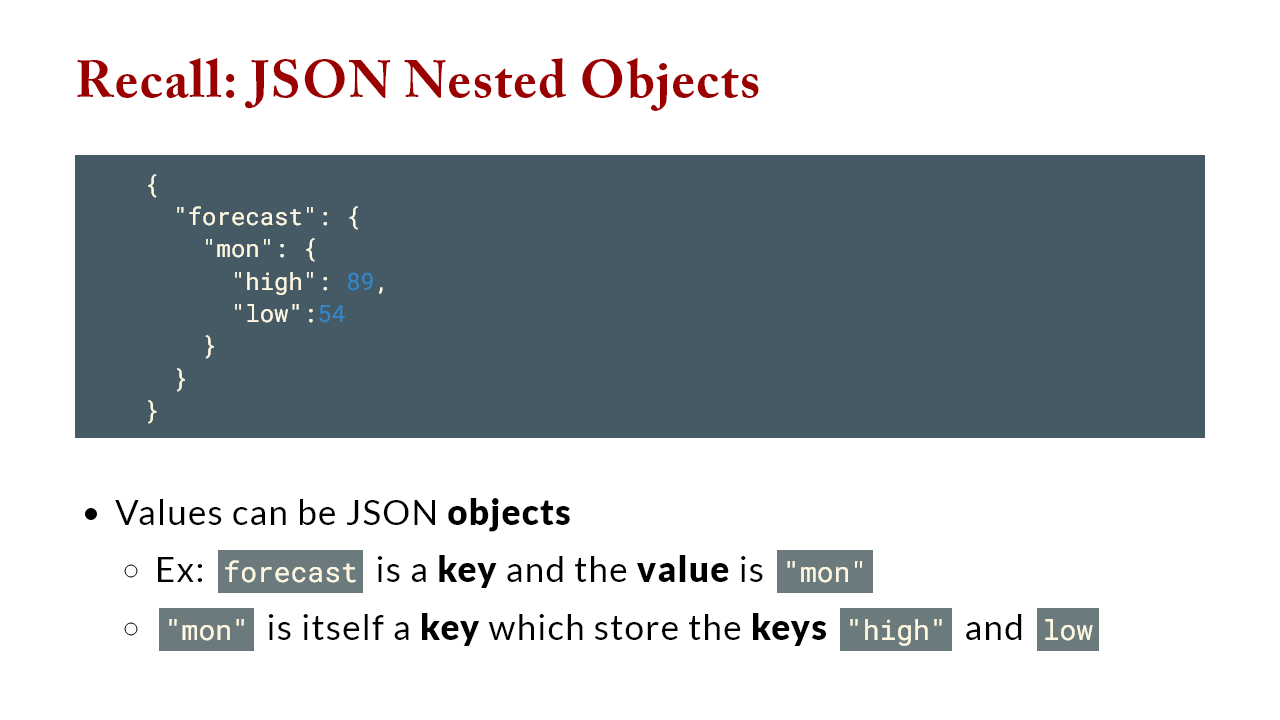 Recall: JSON Nested Objects
{
  "forecast": {
    "mon": {
      "high": 89,
      "low":54
    }
  }
}
• Values can be JSON objects
○ Ex: forecast is a key and the value is "mon"
○ "mon" is itself a key which store the keys "high" and low